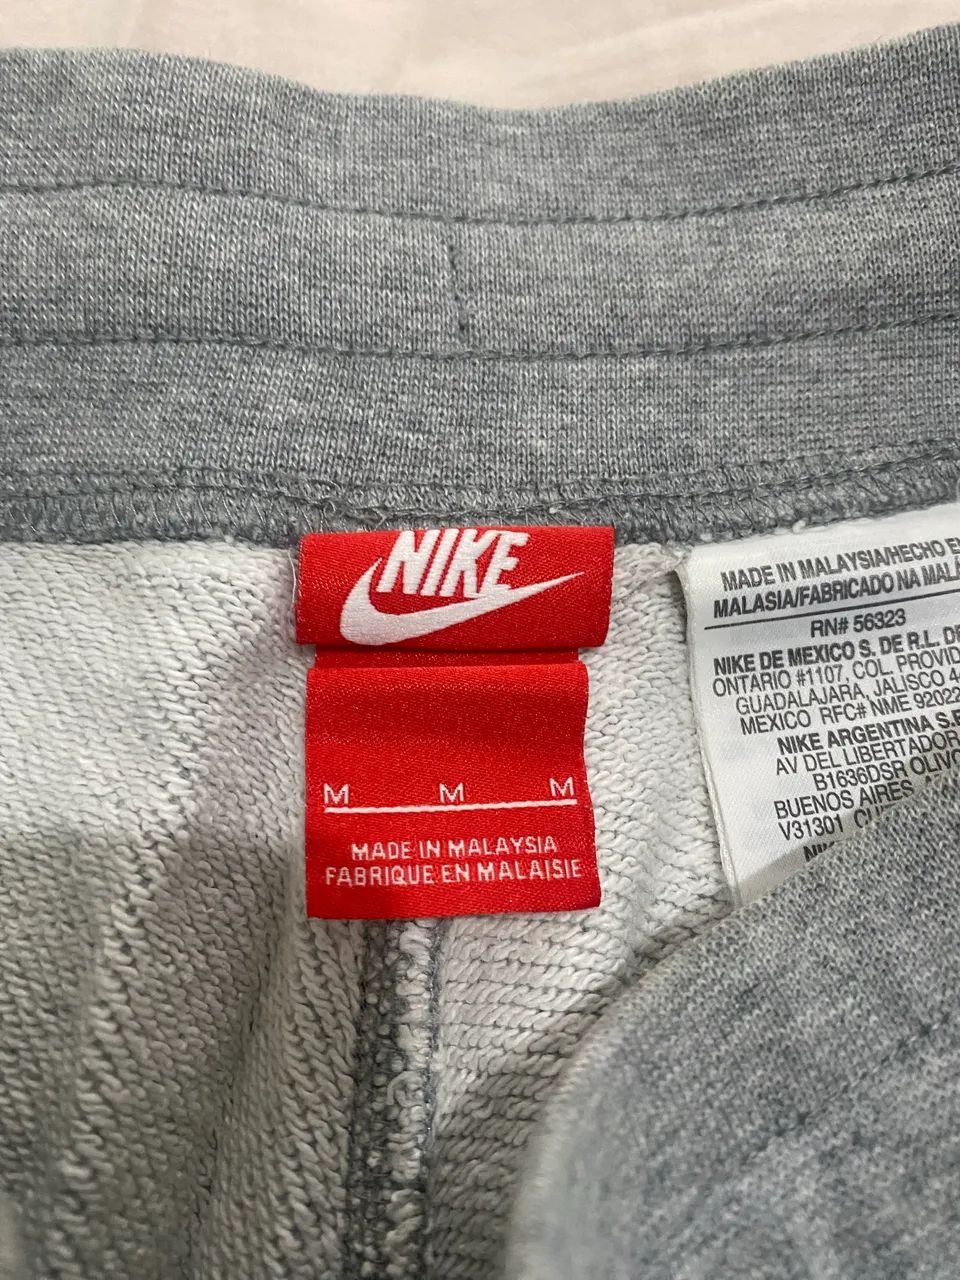 NIKE
M M M
MADE IN MALAYSIA
FABRIQUE EN MALAISIE
MADE IN MALAYSIA/HECHO
MALASIA/FABRICADO NA
RN# 56323
NIKE DE MEXICO S. DE R.L.
ONTARIO #1107, COL.
GUADALAJARA, JALISCO
MEXICO RFC# NME
NIKE ARGENTINA
AV DEL LIBERTADOR
B1636DSR
BUENOS AIRES
V31301